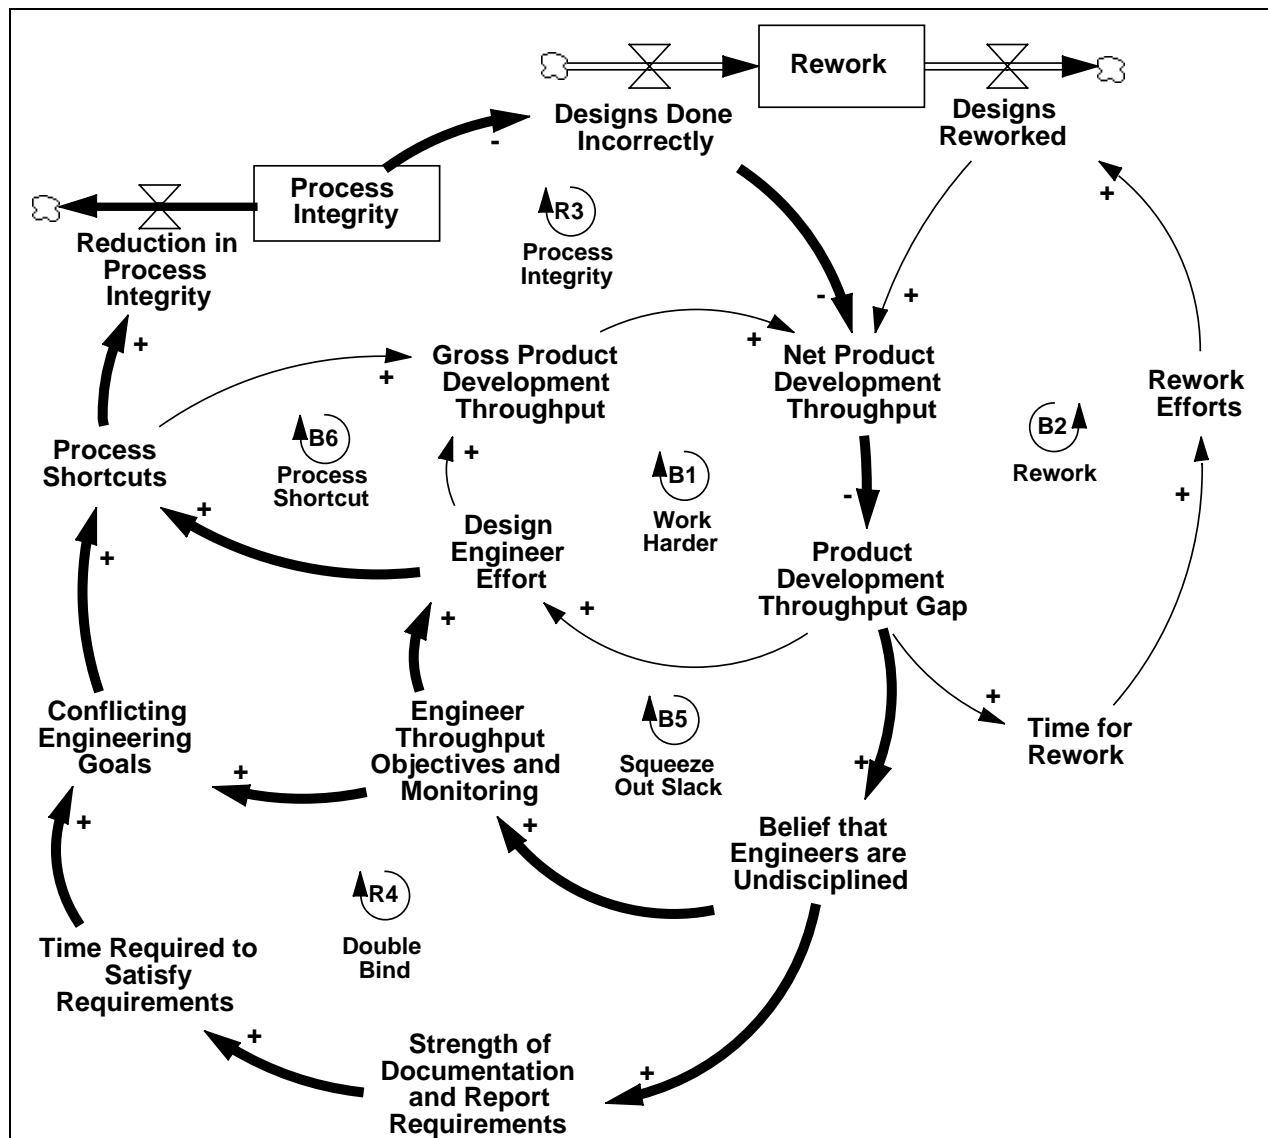 Rework
Designs Done
Incorrectly
Designs
Reworked
-
Process
Integrity
+
R3
Process
Integrity
Reduction in
Process
Integrity
-
+
+
+
+
Gross Product
Development
Throughput
Net Product
Development
Throughput
Rework
Efforts
B6
Process
Shortcut
Process
Shortcuts
+
B1
Work
Harder
B2
Rework
+
-
+
+
+
Design
Engineer
Effort
Product
Development
Throughput Gap
+
+
+
Conflicting
Engineering
Goals
Engineer
Throughput
Objectives and
Monitoring
B5
Squeeze
Out Slack
Time for
Rework
+
+
+
+
Belief that
Engineers are
Undisciplined
R4
Double
Bind
Time Required to
Satisfy
Requirements
+
Strength of
Documentation
and Report
Requirements
+